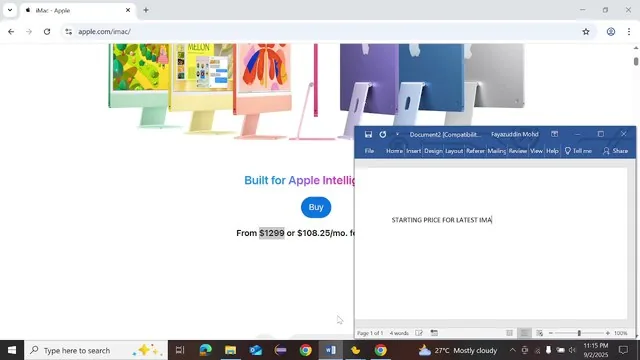 iMac - Apple
apple.com/imac/
MELON
Document2 [Compatibilit...
Fayazuddin Mohd
File Home Insert Design Layout Referer Mailing Review View Help Tell me Share
Built for Apple Intellig
Buy
From $1299 or $108.25/mo. fo
STARTING PRICE FOR LATEST IMA
Page 1 of 1 4 words
100%
Type here to search
27°C Mostly cloudy
11:15 PM
9/2/2025